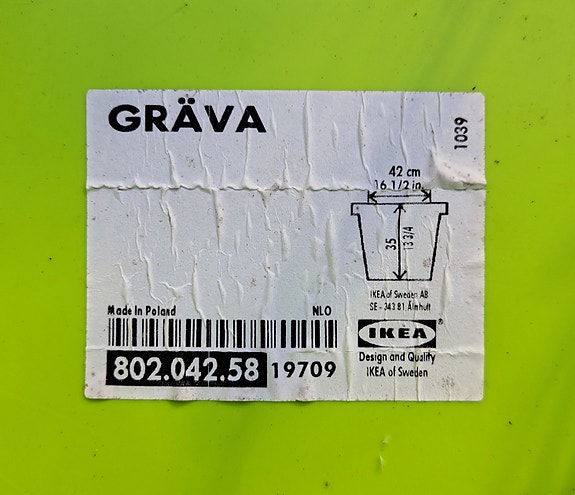 GRÄVA
1039
42 cm
16 1/2 in
35
13 3/4
IKEA of Sweden AB
SE - 343 81 Älmhult
Made In Poland NLO
IKEA®
802.042.58 19709
Design and Quality
IKEA of Sweden